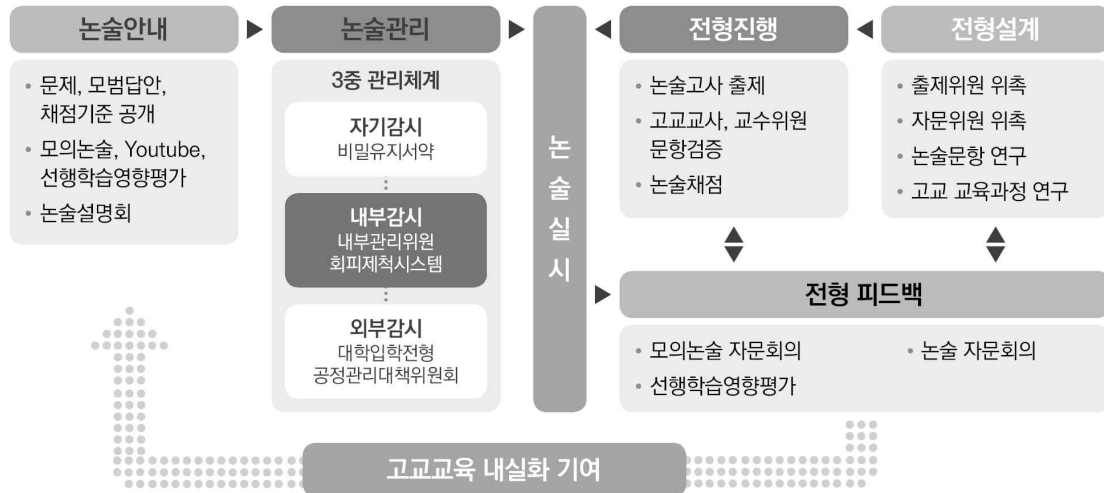 논술안내
• 문제, 모범답안,
채점기준 공개
• 모의논술, Youtube,
선행학습영향평가
• 논술설명회
논술관리
3중 관리체계
자기감시
비밀유지서약
내부감시
내부관리위원
회피제척시스템
외부감시
대학입학전형
공정관리대책위원회
논술실시
전형진행
• 논술고사 출제
• 고교교사, 교수위원
문항검증
• 논술채점
전형설계
• 출제위원 위촉
• 자문위원 위촉
• 논술문항 연구
• 고교 교육과정 연구
전형 피드백
• 모의논술 자문회의
• 선행학습영향평가
• 논술 자문회의
고교교육 내실화 기여